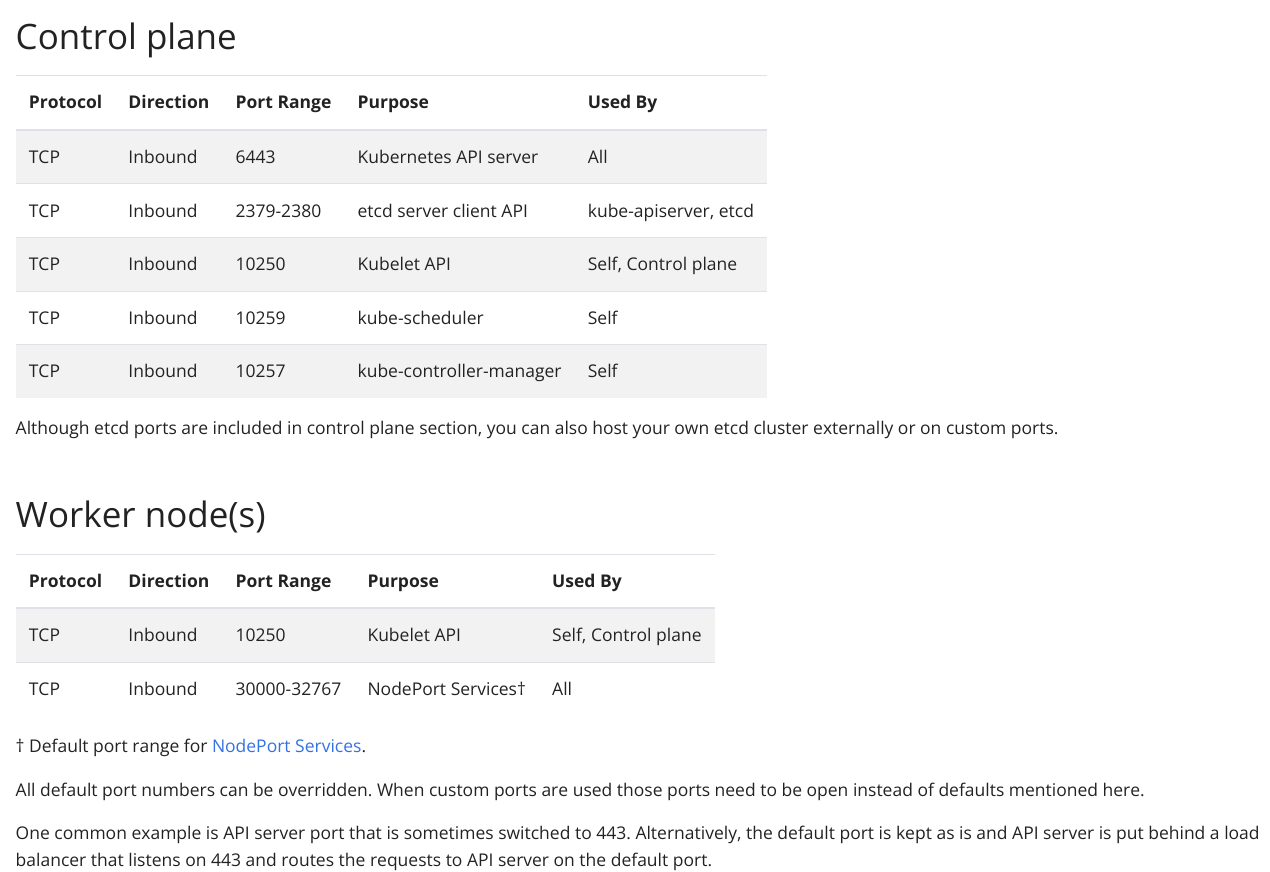 Control plane
Protocol Direction Port Range Purpose Used By
TCP Inbound 6443 Kubernetes API server All
TCP Inbound 2379-2380 etcd server client API kube-apiserver, etcd
TCP Inbound 10250 Kubelet API Self, Control plane
TCP Inbound 10259 kube-scheduler Self
TCP Inbound 10257 kube-controller-manager Self
Although etcd ports are included in control plane section, you can also host your own etcd cluster externally or on custom ports.
Worker node(s)
Protocol Direction Port Range Purpose Used By
TCP Inbound 10250 Kubelet API Self, Control plane
TCP Inbound 30000-32767 NodePort Services† All
† Default port range for NodePort Services.
All default port numbers can be overridden. When custom ports are used those ports need to be open instead of defaults mentioned here.
One common example is API server port that is sometimes switched to 443. Alternatively, the default port is kept as is and API server is put behind a load
balancer that listens on 443 and routes the requests to API server on the default port.